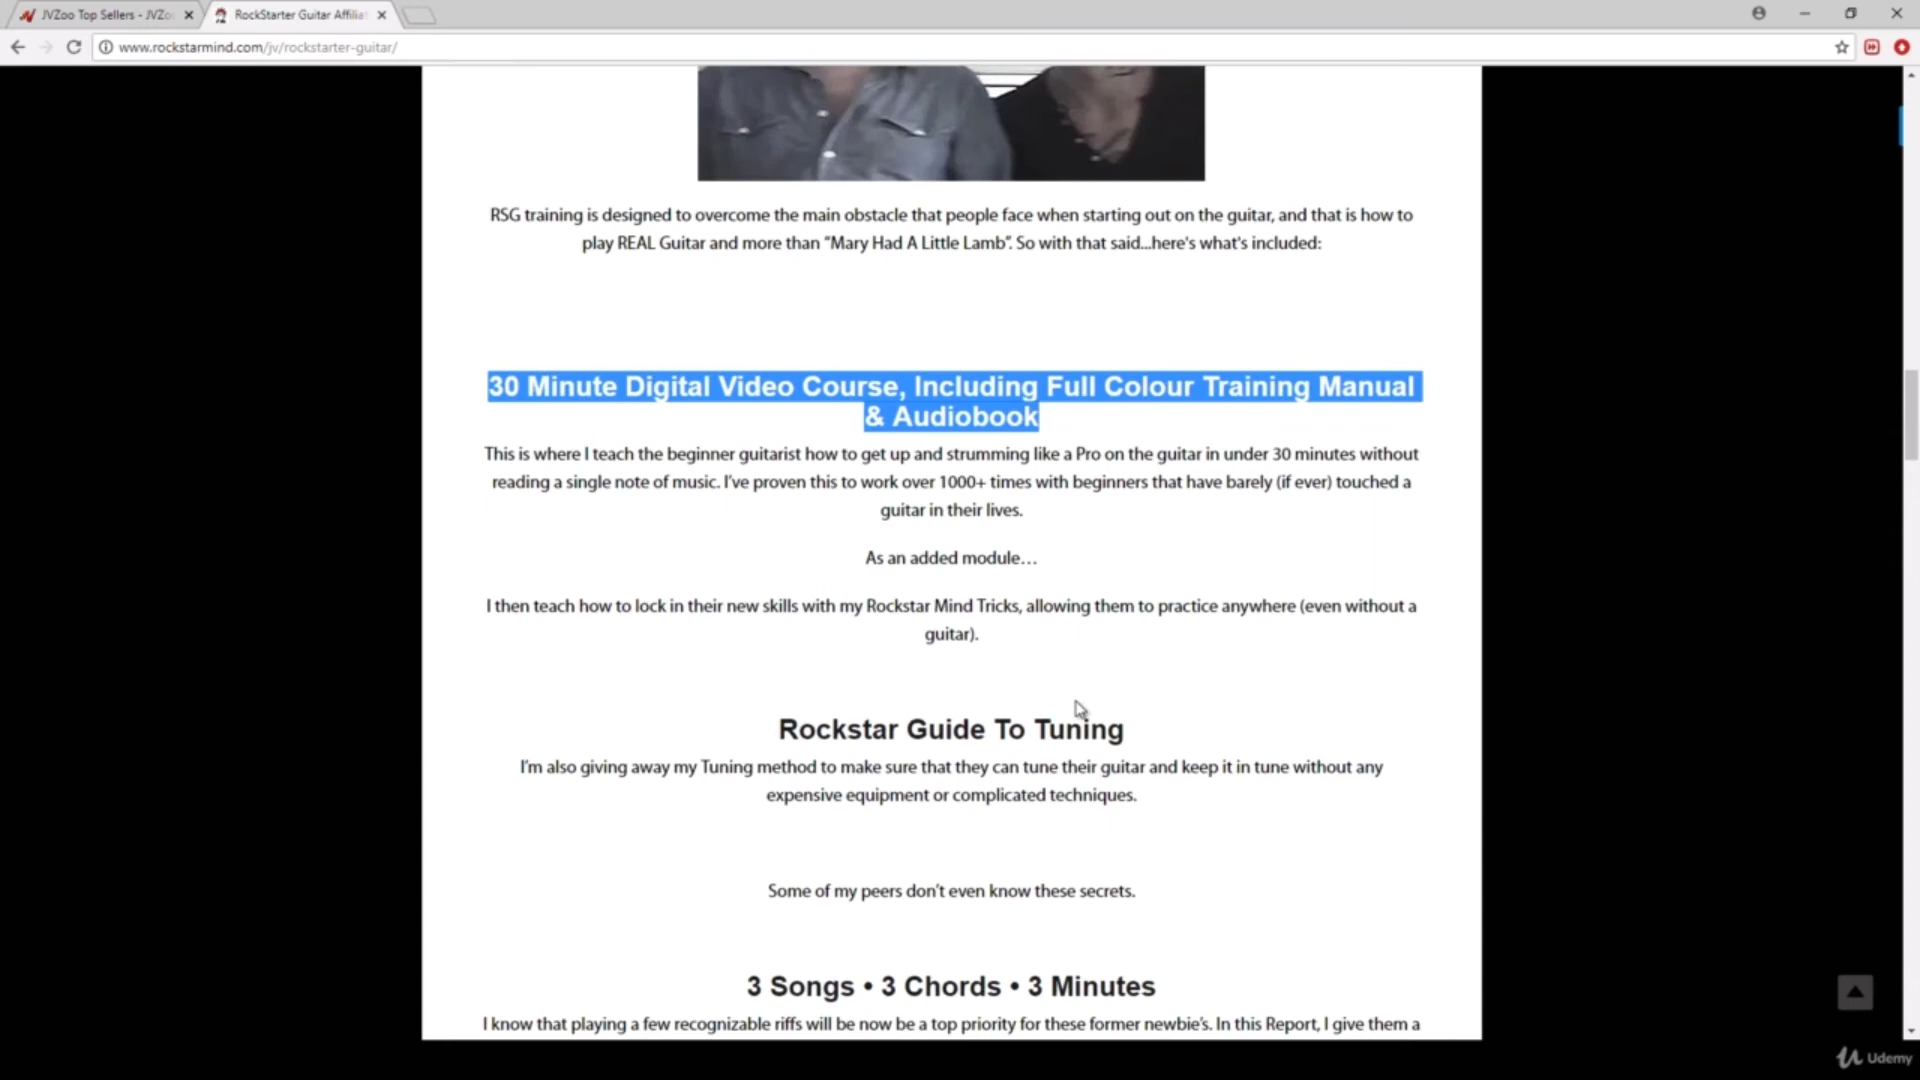 JVZoo Top Sellers - JVZo
RockStarter Guitar Affilia
www.rockstarmind.com/jv/rockstarter-guitar/
RSG training is designed to overcome the main obstacle that people face when starting out on the guitar, and that is how to
play REAL Guitar and more than “Mary Had A Little Lamb”. So with that said...here's what's included:
30 Minute Digital Video Course, Including Full Colour Training Manual
& Audiobook
This is where I teach the beginner guitarist how to get up and strumming like a Pro on the guitar in under 30 minutes without
reading a single note of music. I’ve proven this to work over 1000+ times with beginners that have barely (if ever) touched a
guitar in their lives.
As an added module…
I then teach how to lock in their new skills with my Rockstar Mind Tricks, allowing them to practice anywhere (even without a
guitar).
Rockstar Guide To Tuning
I’m also giving away my Tuning method to make sure that they can tune their guitar and keep it in tune without any
expensive equipment or complicated techniques.
Some of my peers don’t even know these secrets.
3 Songs • 3 Chords • 3 Minutes
I know that playing a few recognizable riffs will be now be a top priority for these former newbie’s. In this Report, I give them a
Udemy